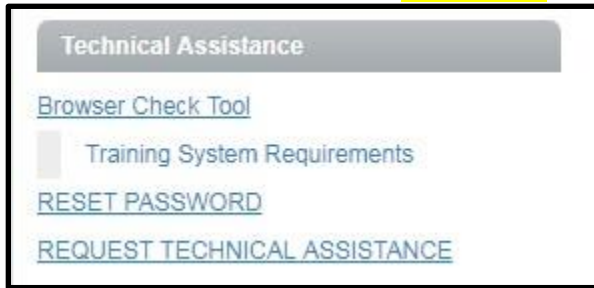 Technical Assistance
Browser Check Tool
Training System Requirements
RESET PASSWORD
REQUEST TECHNICAL ASSISTANCE